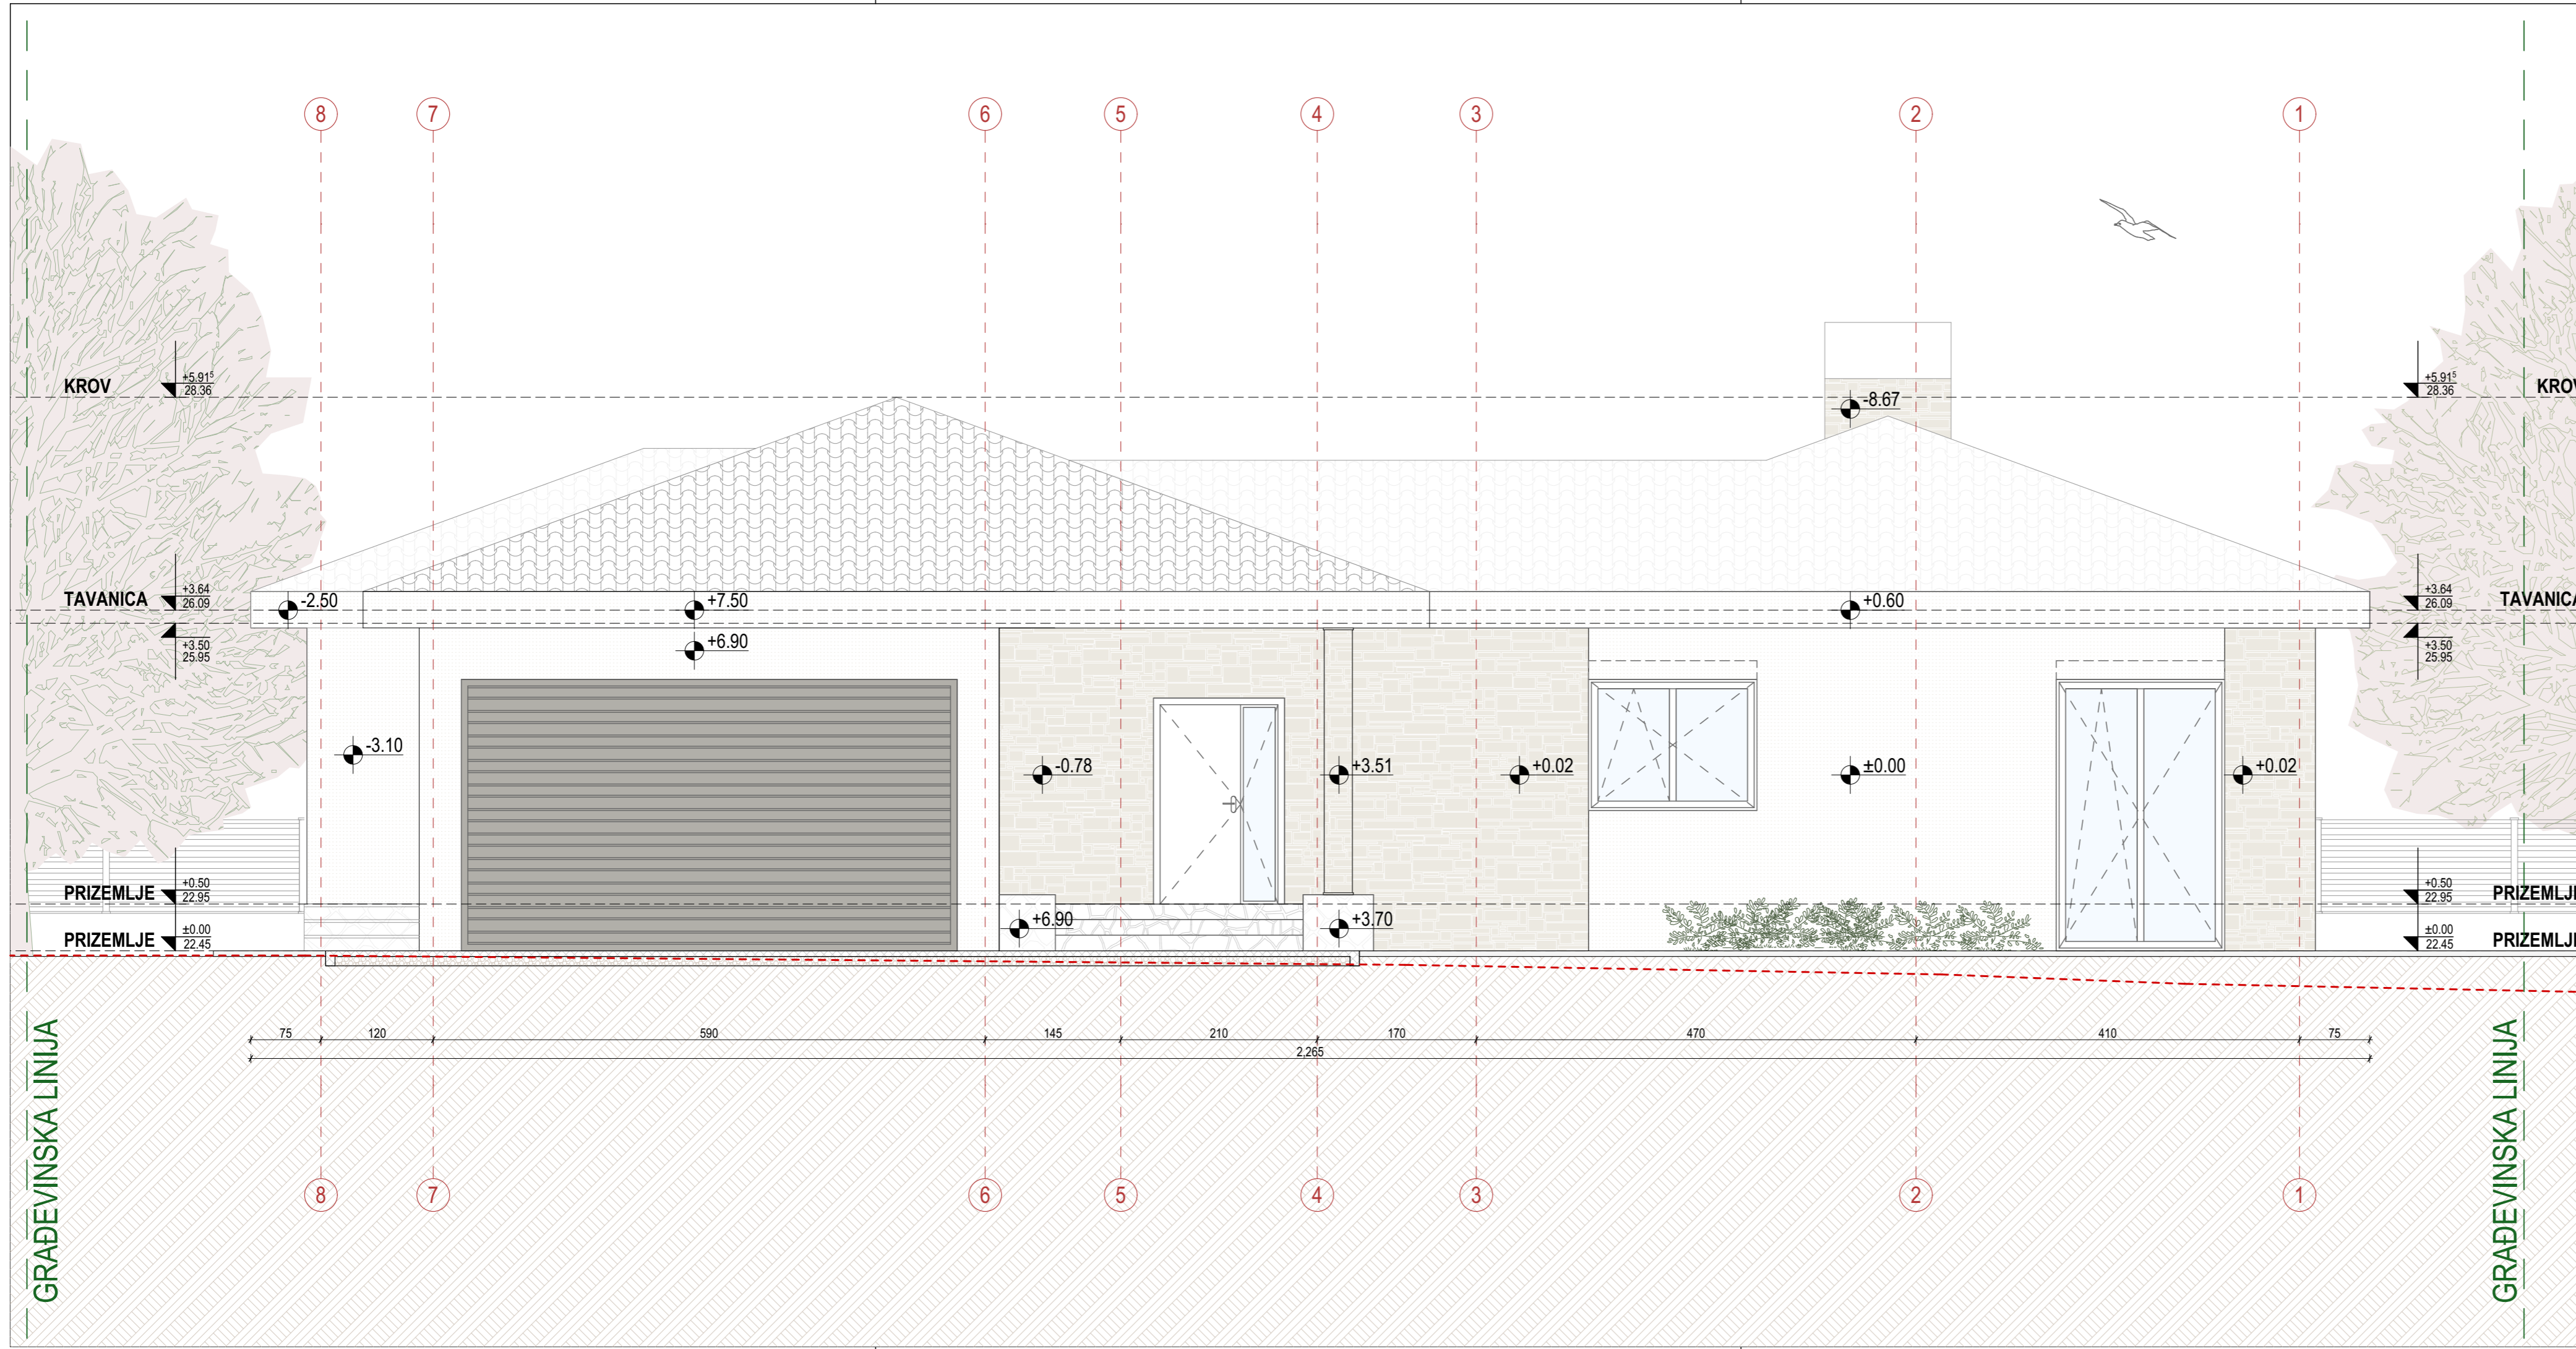 8 7 6 5 4 3 2 1
KROV +5.91⁵ 28.36
+5.91⁵ 28.36 KROV
-8.67
TAVANICA +3.64 26.09
-2.50 +7.50 +0.60
+3.64 26.09 TAVANICA
+3.50 25.95
+6.90
+3.50 25.95
-3.10 -0.78 +3.51 +0.02 ±0.00 +0.02
PRIZEMLJE +0.50 22.95
+0.50 22.95 PRIZEMLJE
+6.90 +3.70
PRIZEMLJE ±0.00 22.45
±0.00 22.45 PRIZEMLJE
75 120 590 145 210 170 470 410 75
2,265
GRAĐEVINSKA LINIJA
GRAĐEVINSKA LINIJA
8 7 6 5 4 3 2 1